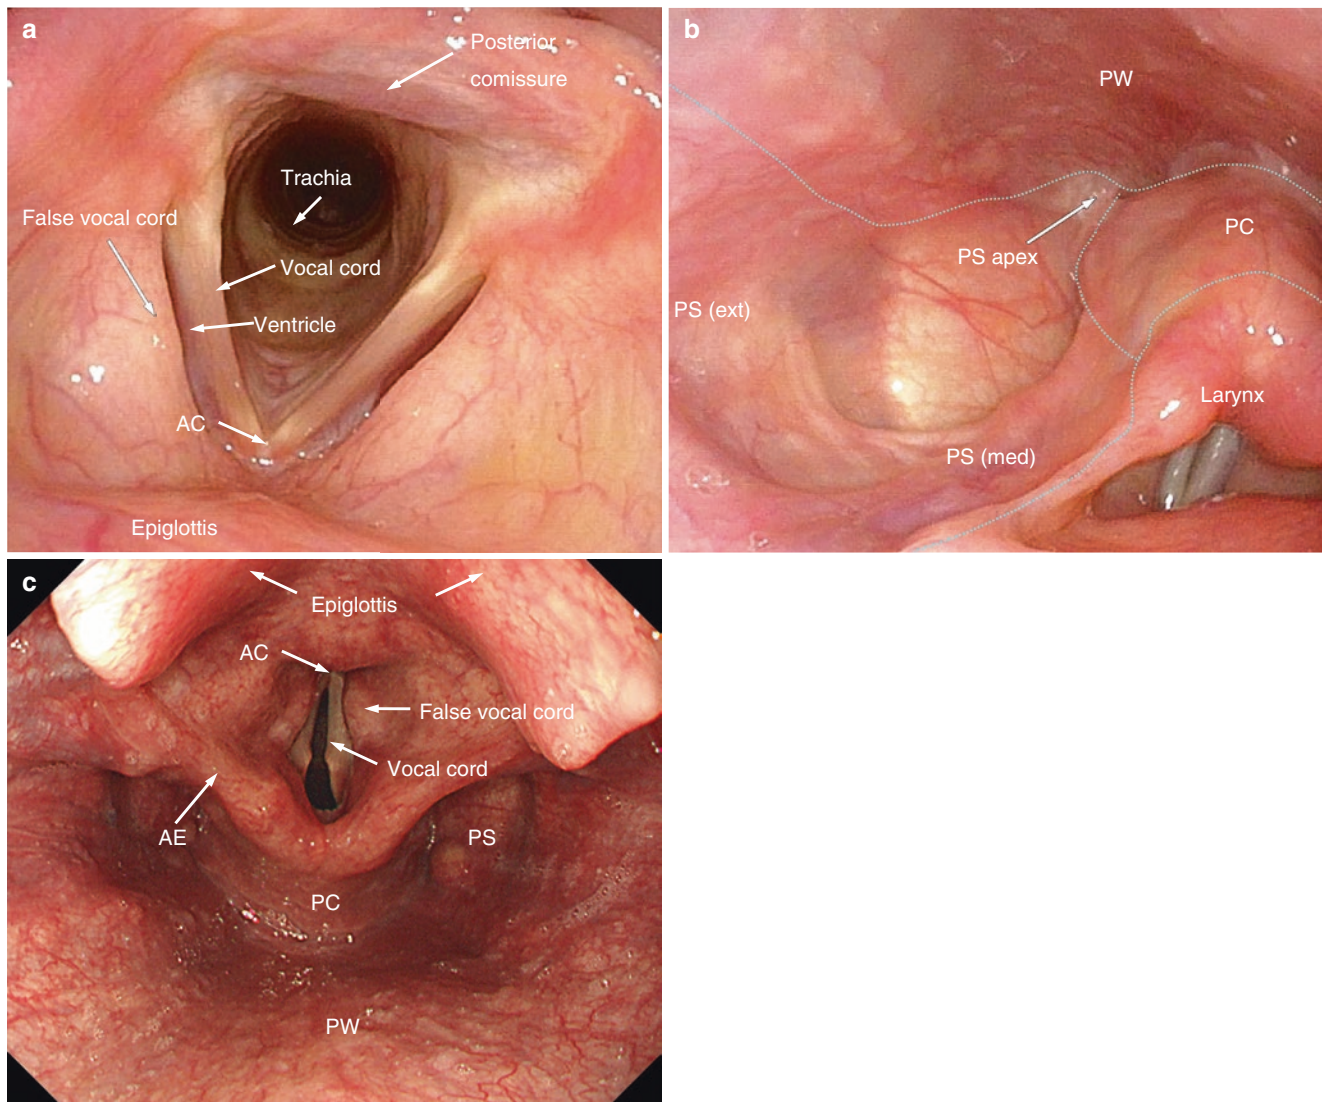 a
Posterior
comissure
Trachia
False vocal cord
Vocal cord
Ventricle
AC
Epiglottis
b
PW
PC
PS apex
PS (ext)
Larynx
PS (med)
c
Epiglottis
AC
False vocal cord
Vocal cord
AE
PS
PC
PW